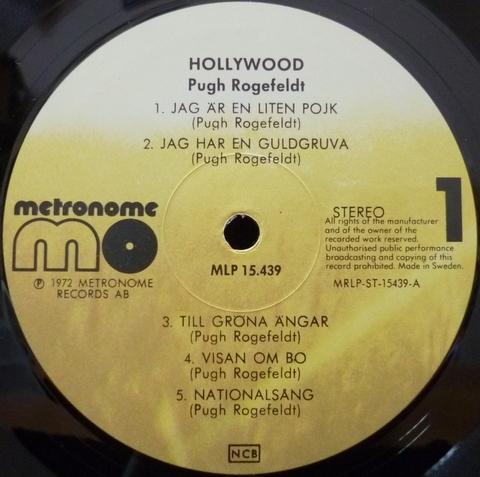 HOLLYWOOD
Pugh Rogefeldt
1. JAG ÄR EN LITEN POJK
(Pugh Rogefeldt)
2. JAG HAR EN GULDGRUVA
(Pugh Rogefeldt)
metronome
mo
℗ 1972 METRONOME
RECORDS AB
MLP 15.439
STEREO
1
All rights of the manufacturer
and of the owner of the
recorded work reserved.
Unauthorised public performance
broadcasting and copying of this
record prohibited. Made in Sweden.
MRLP-ST-15439-A
3. TILL GRÖNA ÄNGAR
(Pugh Rogefeldt)
4. VISAN OM BO
(Pugh Rogefeldt)
5. NATIONALSÅNG
(Pugh Rogefeldt)
NCB